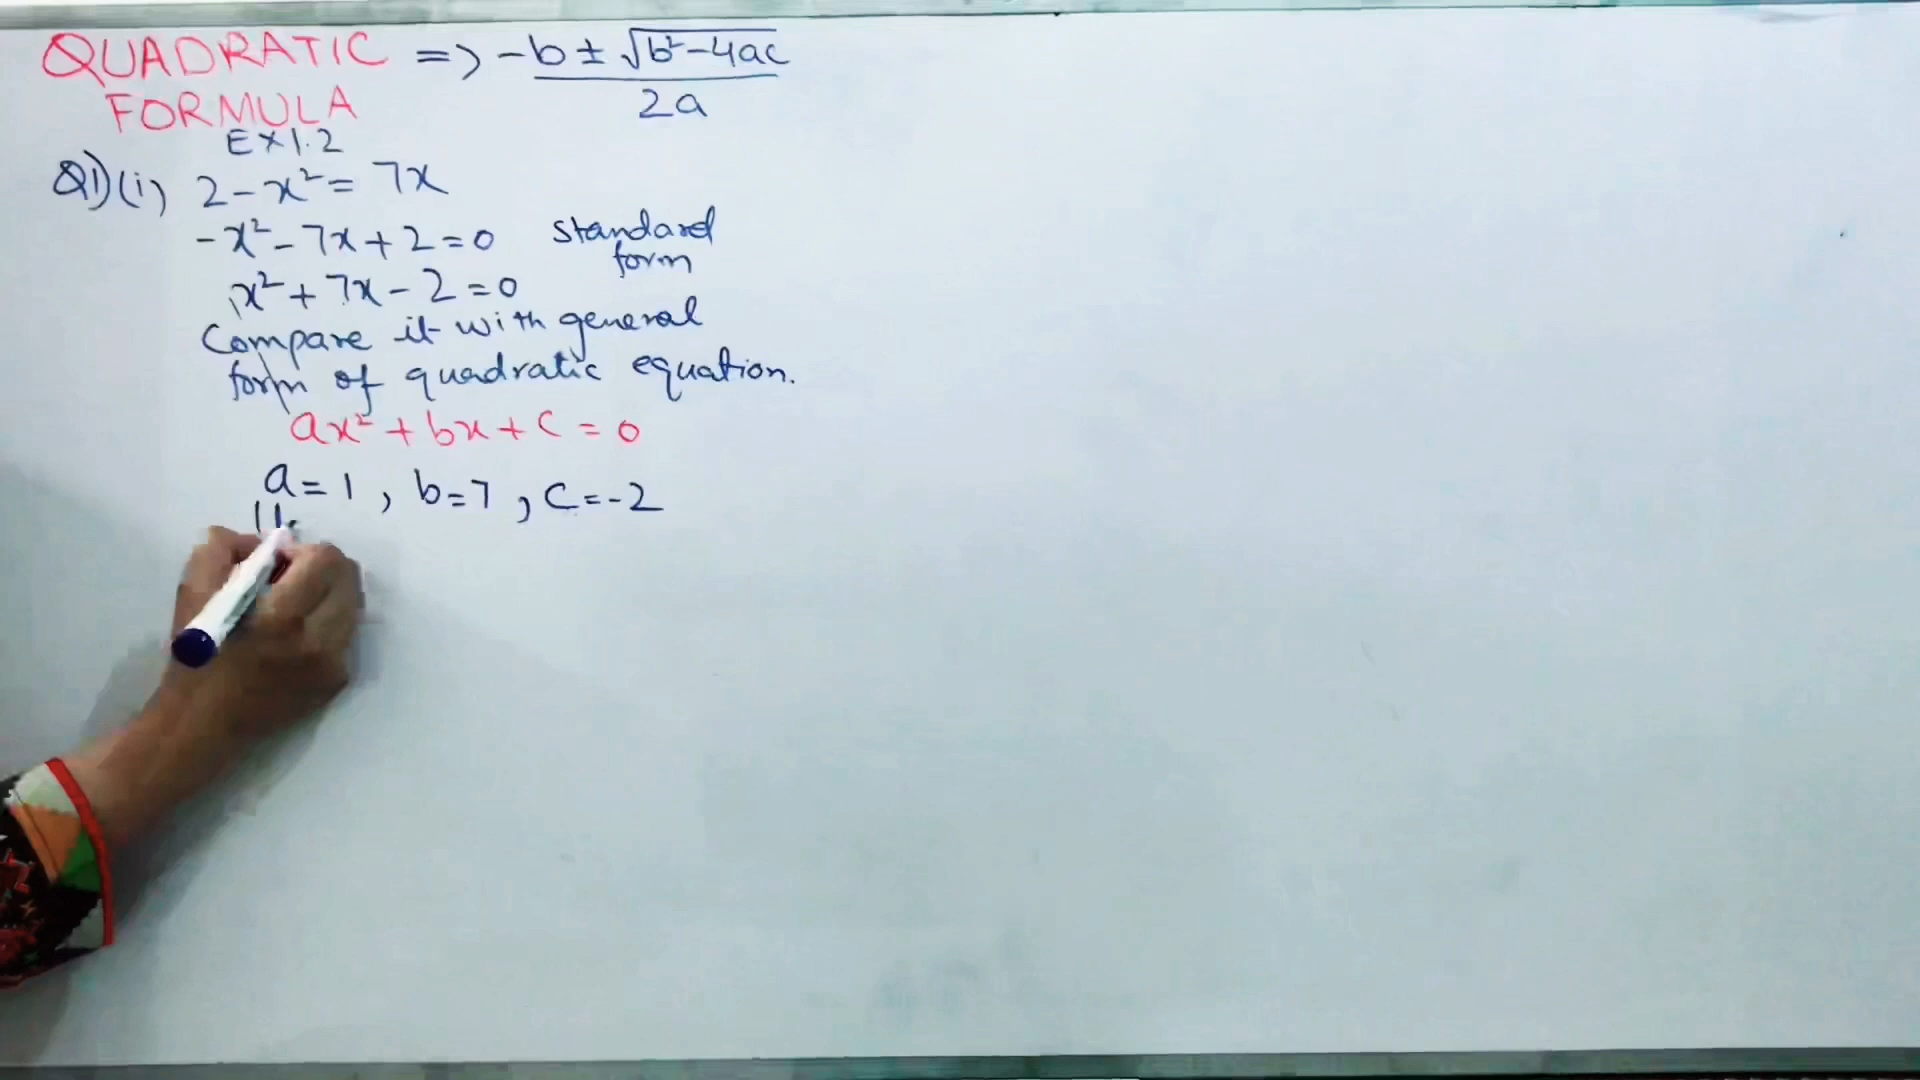 QUADRATIC => -b ± √b²-4ac
FORMULA 2a
EX 1.2
Q1)(i) 2-x² = 7x
-x²-7x+2=0 standard
form
x²+7x-2=0
Compare it with general
form of quadratic equation.
ax²+bx+c=0
a=1, b=7, c=-2